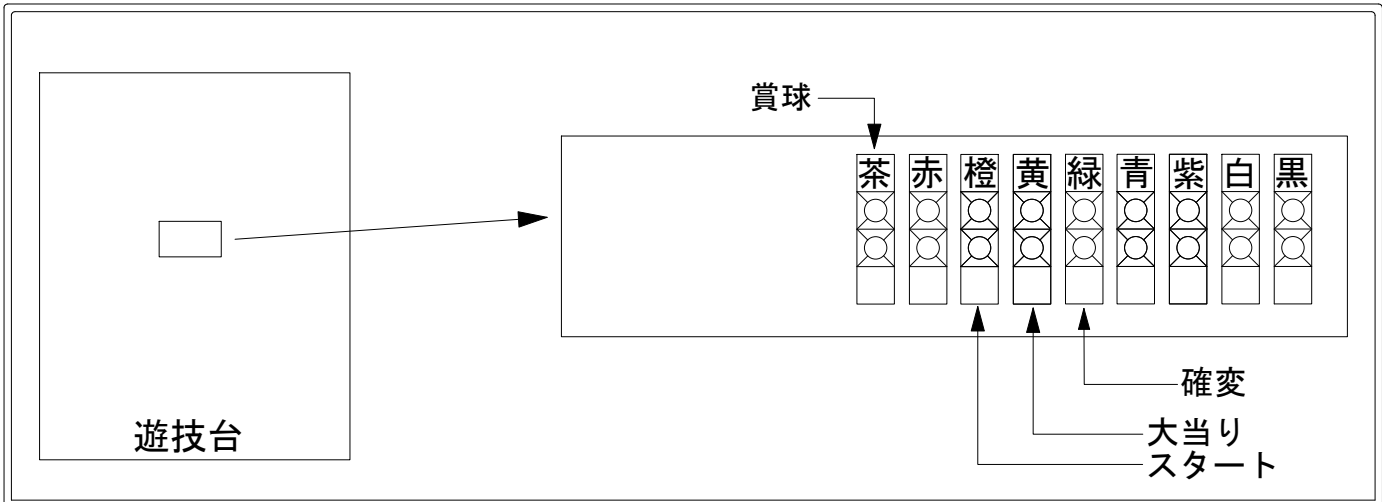 賞球
茶 赤 橙 黄 緑 青 紫 白 黒
確変
大当り
スタート
遊技台